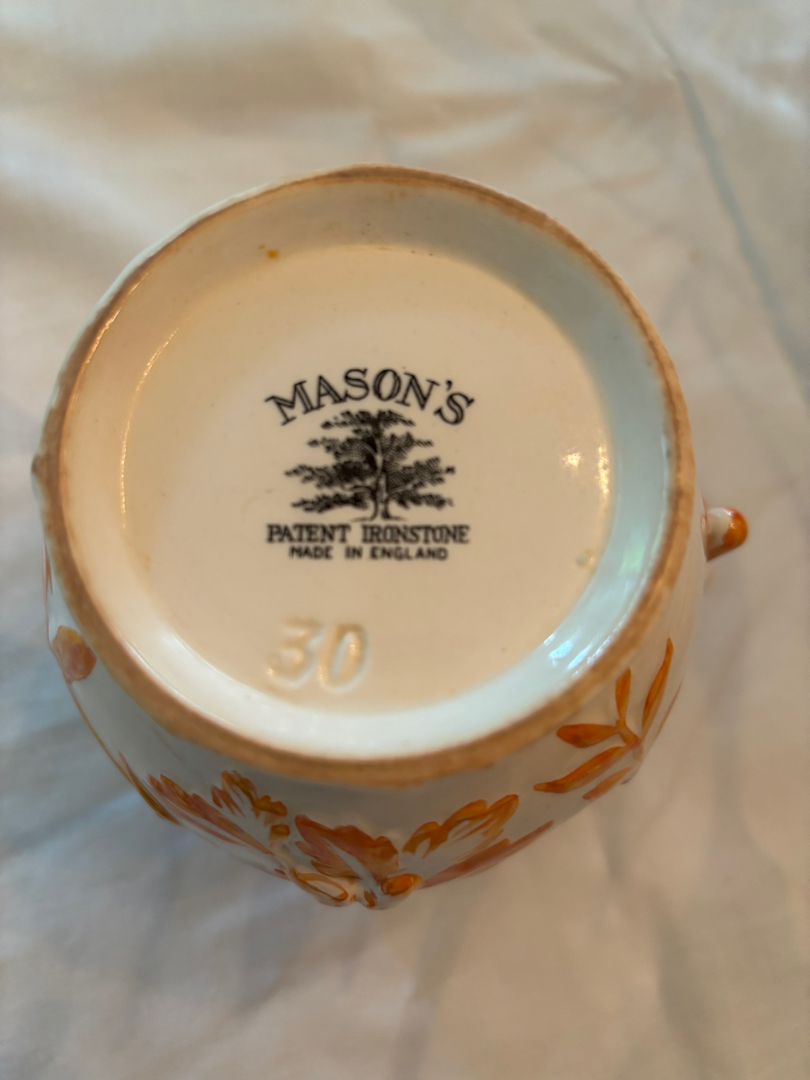 MASON'S
PATENT IRONSTONE
MADE IN ENGLAND
30